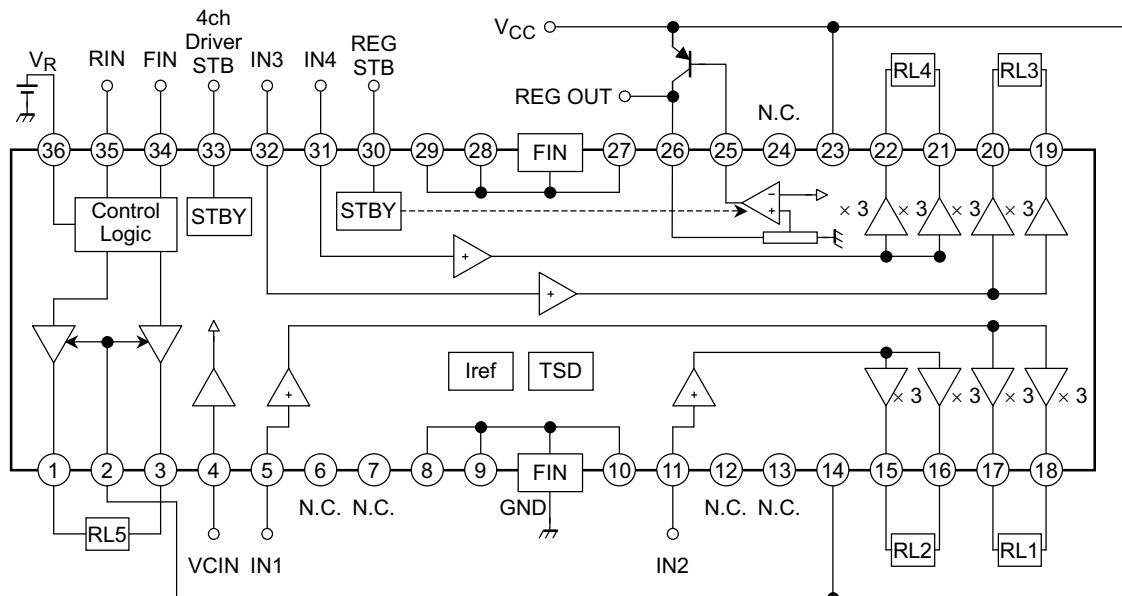 4ch
Driver
STB
REG
STB
VCC
VR
RIN
FIN
IN3
IN4
REG OUT
N.C.
RL4
RL3
36
35
34
33
32
31
30
29
28
FIN
27
26
25
24
23
22
21
20
19
Control
Logic
STBY
STBY
−
+
× 3
× 3
× 3
× 3
+
+
+
Iref
TSD
+
× 3
× 3
× 3
× 3
1
2
3
4
5
6
7
8
9
FIN
10
11
12
13
14
15
16
17
18
N.C.
N.C.
GND
N.C.
N.C.
RL5
VCIN
IN1
IN2
RL2
RL1